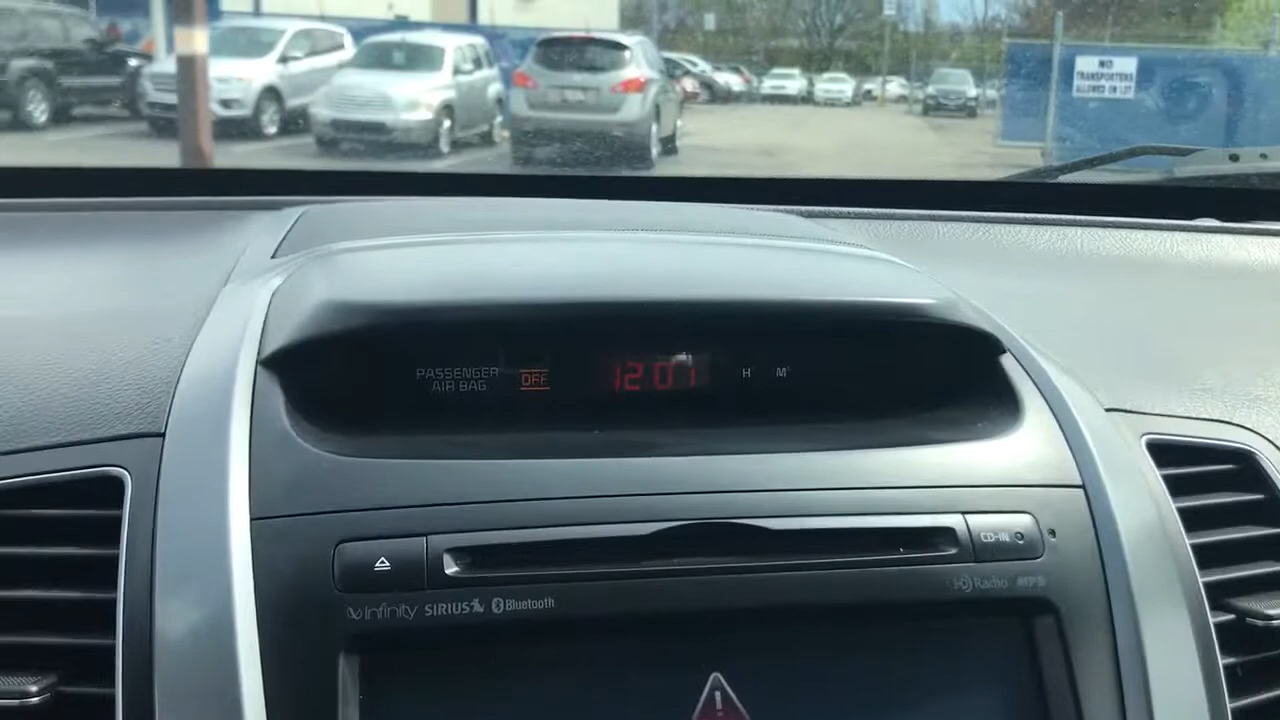 NO
TRANSPORTERS
ALLOWED ON LOT
PASSENGER
AIR BAG
OFF
12:07
H
M
CD-IN
HD Radio
MP3
Infinity
SIRIUS
Bluetooth
!